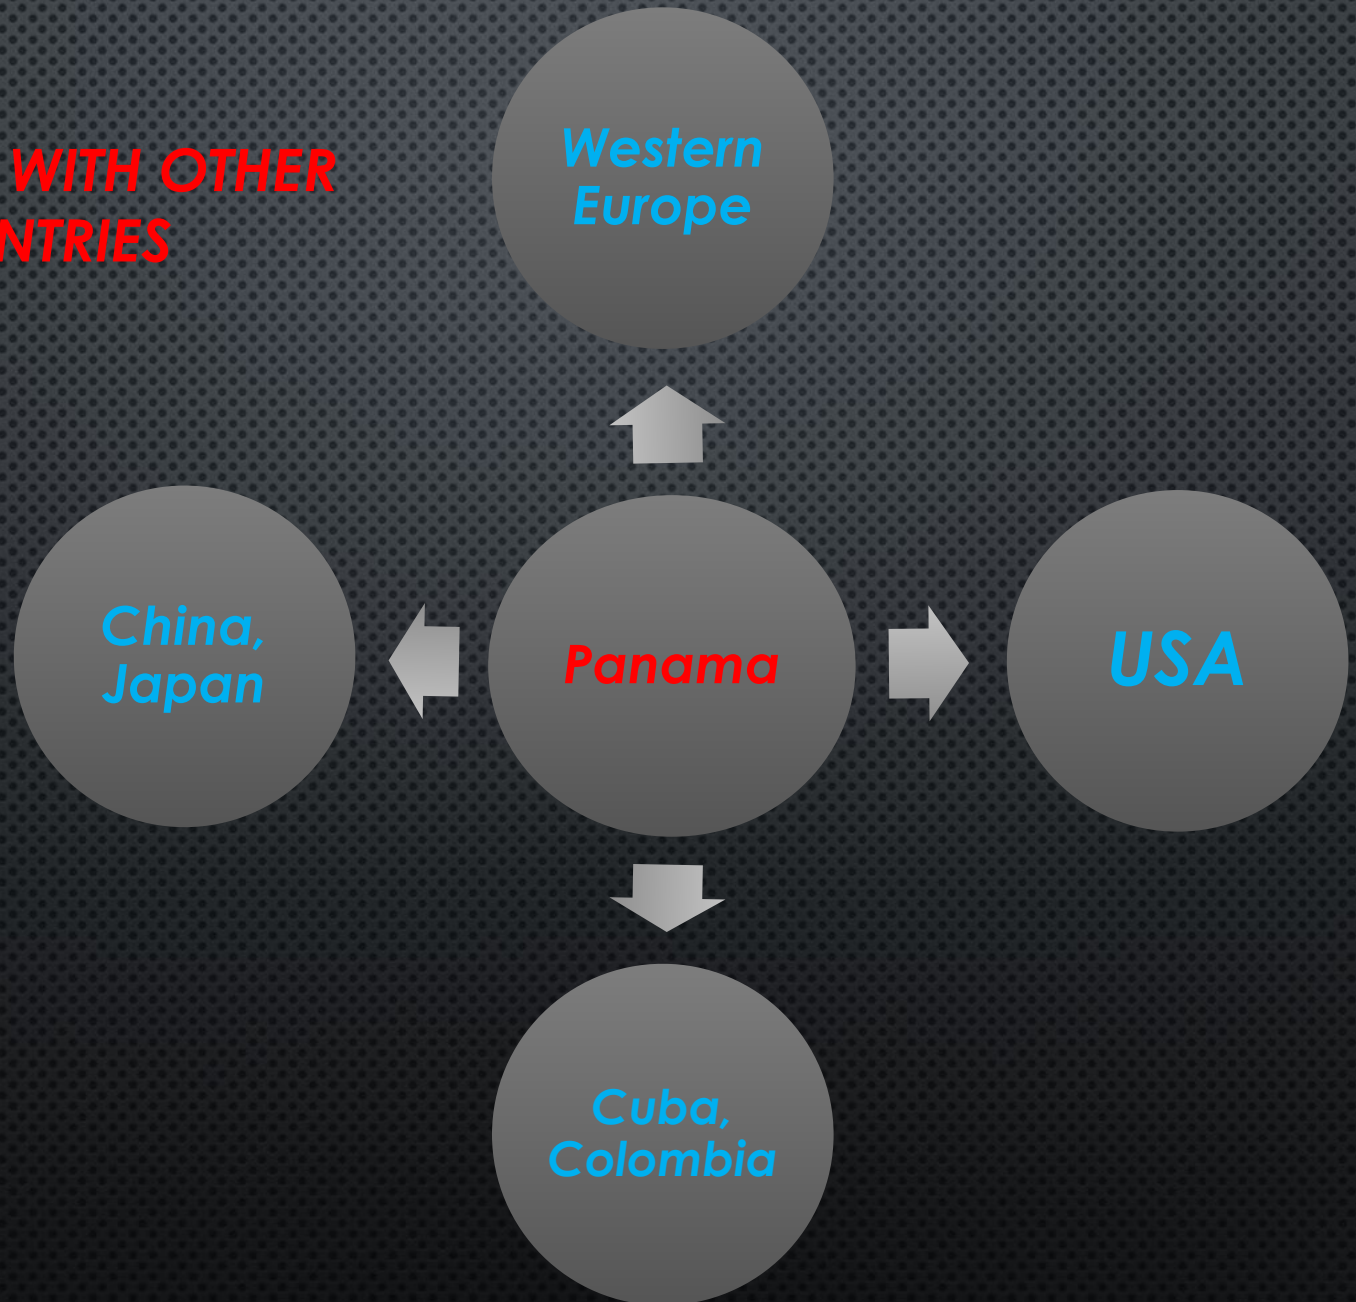 WITH OTHER
NTRIES
Western
Europe
China,
Japan
Panama
USA
Cuba,
Colombia